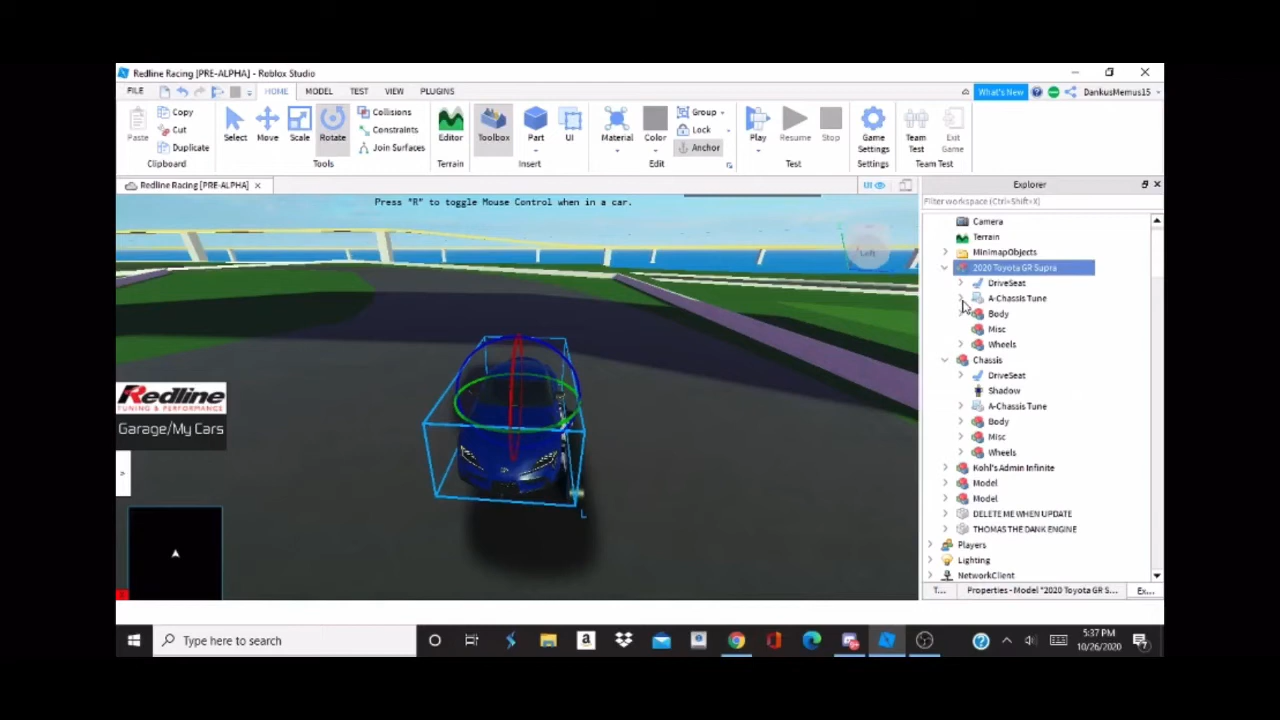 Redline Racing [PRE-ALPHA] - Roblox Studio
FILE
HOME
MODEL
TEST
VIEW
PLUGINS
What's New
DankusMemus15
Paste
Copy
Cut
Duplicate
Clipboard
Select
Move
Scale
Rotate
Collisions
Constraints
Join Surfaces
Tools
Editor
Terrain
Toolbox
Part
UI
Insert
Material
Color
Group
Lock
Anchor
Edit
Play
Resume
Stop
Test
Game Settings
Settings
Team Test
Exit Game
Team Test
Redline Racing [PRE-ALPHA]
UI
Explorer
Filter workspace (Ctrl+Shift+X)
Press "R" to toggle Mouse Control when in a car.
Left
Redline
TUNING & PERFORMANCE
Garage/My Cars
>
L
Camera
Terrain
MinimapObjects
2020 Toyota GR Supra
DriveSeat
A-Chassis Tune
Body
Misc
Wheels
Chassis
DriveSeat
Shadow
A-Chassis Tune
Body
Misc
Wheels
Kohl's Admin Infinite
Model
Model
DELETE ME WHEN UPDATE
THOMAS THE DANK ENGINE
Players
Lighting
NetworkClient
T...
Properties - Model "2020 Toyota GR S...
Ex...
Type here to search
5:37 PM
10/26/2020